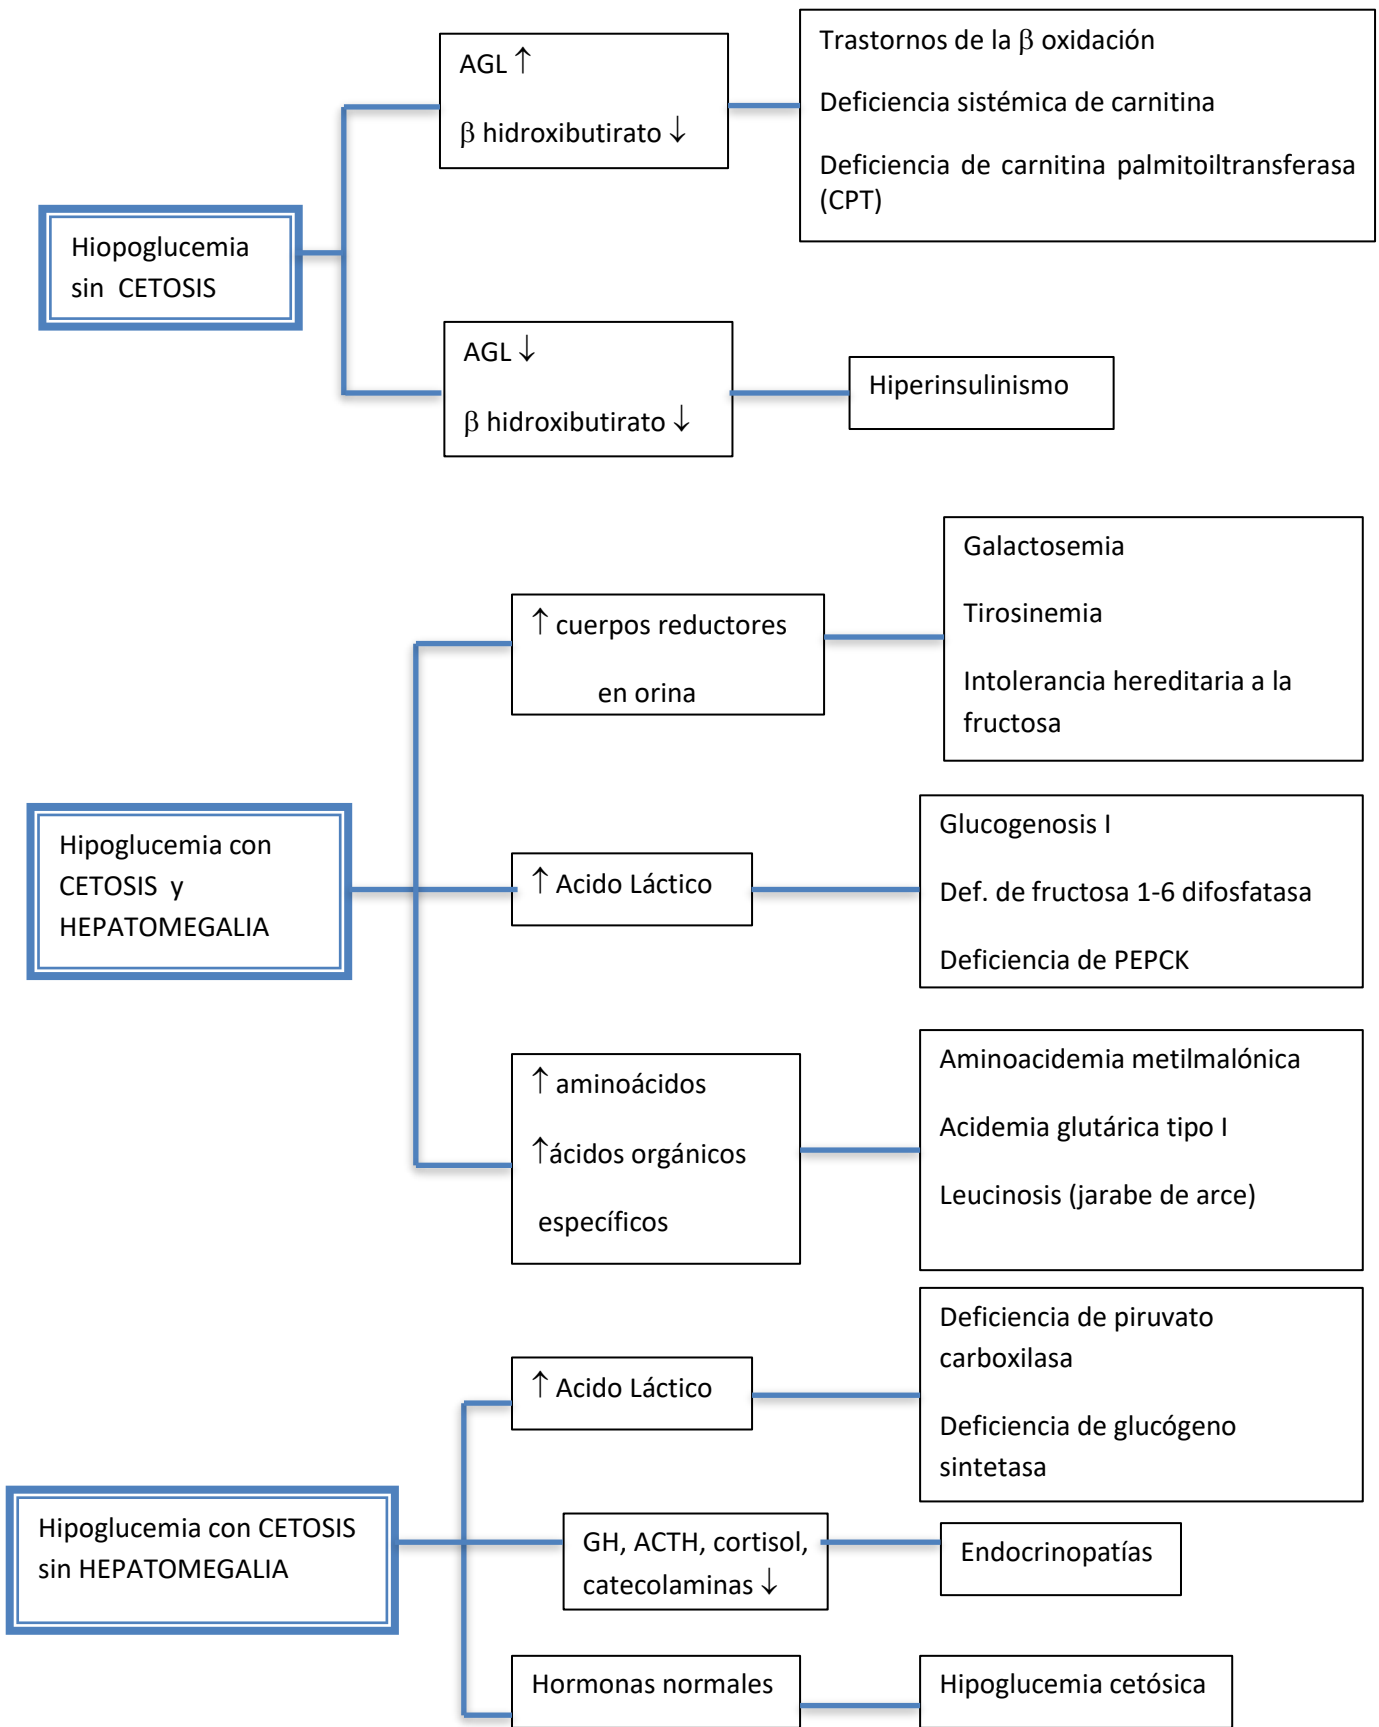 Hiopoglucemia
sin CETOSIS
AGL ↑
β hidroxibutirato ↓
Trastornos de la β oxidación
Deficiencia sistémica de carnitina
Deficiencia de carnitina palmitoiltransferasa
(CPT)
AGL ↓
β hidroxibutirato ↓
Hiperinsulinismo
Hipoglucemia con
CETOSIS y
HEPATOMEGALIA
↑ cuerpos reductores
en orina
Galactosemia
Tirosinemia
Intolerancia hereditaria a la
fructosa
↑ Acido Láctico
Glucogenosis I
Def. de fructosa 1-6 difosfatasa
Deficiencia de PEPCK
↑ aminoácidos
↑ácidos orgánicos
específicos
Aminoacidemia metilmalónica
Acidemia glutárica tipo I
Leucinosis (jarabe de arce)
Hipoglucemia con CETOSIS
sin HEPATOMEGALIA
↑ Acido Láctico
Deficiencia de piruvato
carboxilasa
Deficiencia de glucógeno
sintetasa
GH, ACTH, cortisol,
catecolaminas ↓
Endocrinopatías
Hormonas normales
Hipoglucemia cetósica